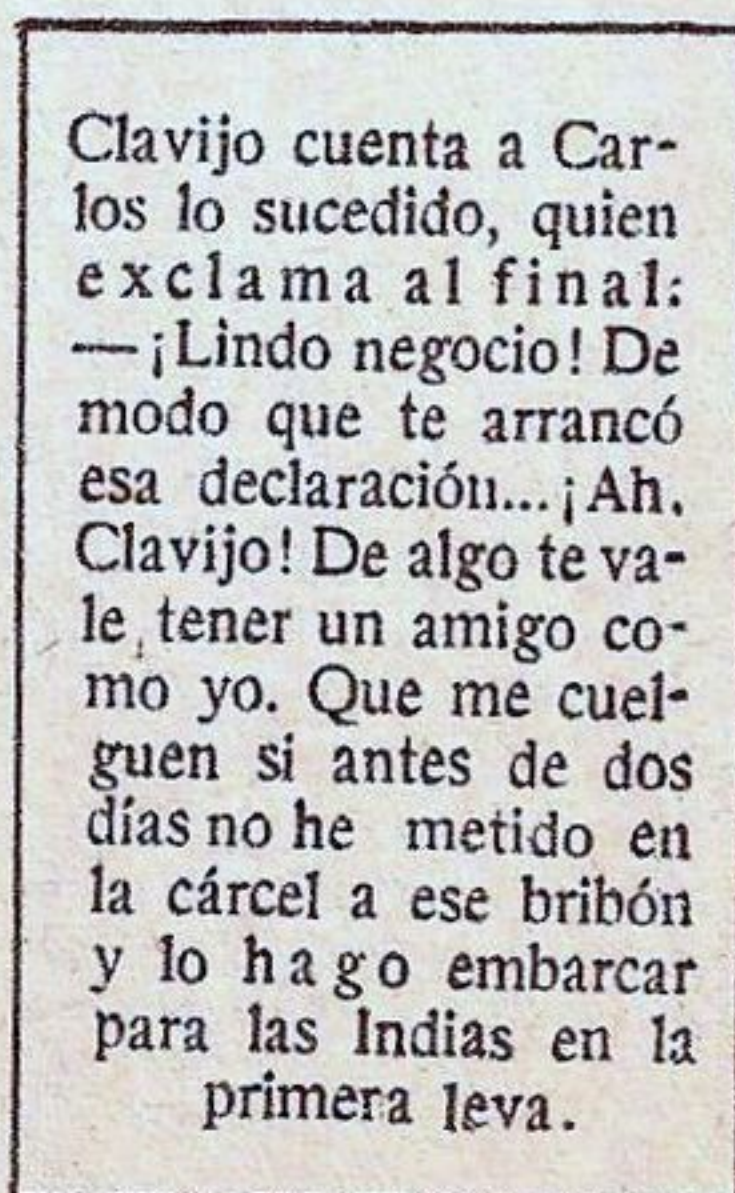 Clavijo cuenta a Car-
los lo sucedido, quien
exclama al final:
—¡Lindo negocio! De
modo que te arrancó
esa declaración...¡Ah,
Clavijo! De algo te va-
le tener un amigo co-
mo yo. Que me cuel-
guen si antes de dos
días no he metido en
la cárcel a ese bribón
y lo hago embarcar
para las Indias en la
primera leva.